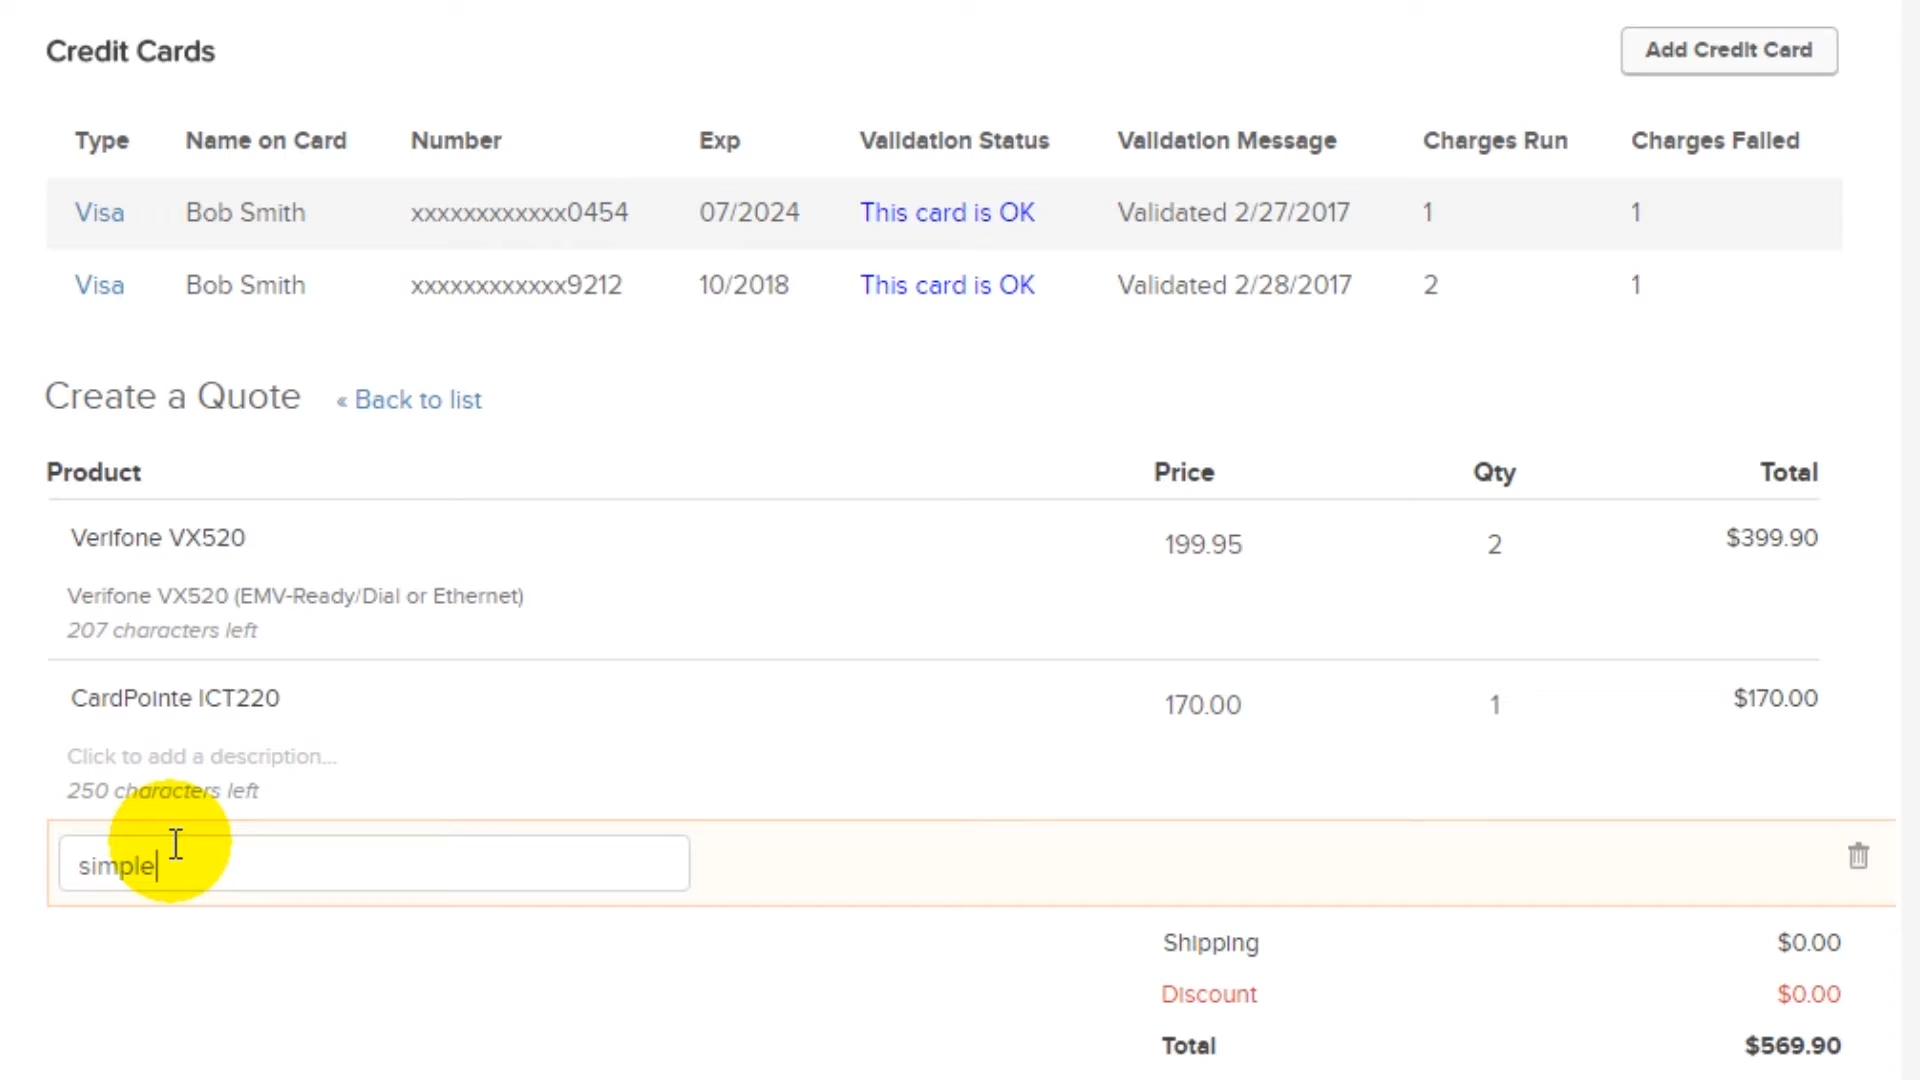 Credit Cards
Add Credit Card
Type Name on Card Number Exp Validation Status Validation Message Charges Run Charges Failed
Visa Bob Smith xxxxxxxxxxxx0454 07/2024 This card is OK Validated 2/27/2017 1 1
Visa Bob Smith xxxxxxxxxxxx9212 10/2018 This card is OK Validated 2/28/2017 2 1
Create a Quote « Back to list
Product Price Qty Total
Verifone VX520 199.95 2 $399.90
Verifone VX520 (EMV-Ready/Dial or Ethernet)
207 characters left
CardPointe ICT220 170.00 1 $170.00
Click to add a description...
250 characters left
simple
Shipping $0.00
Discount $0.00
Total $569.90